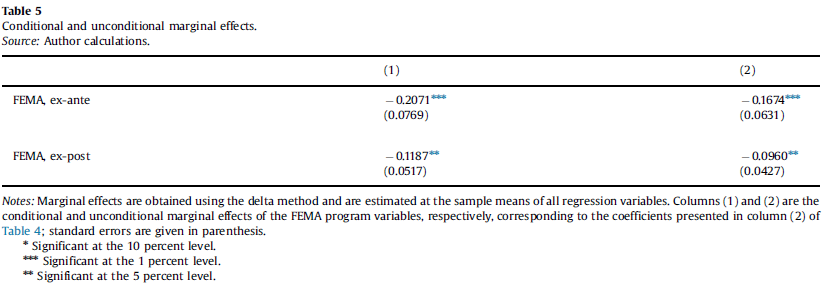 Table 5
Conditional and unconditional marginal effects.
Source: Author calculations.
(1) (2)
FEMA, ex-ante −0.2071*** −0.1674***
(0.0769) (0.0631)
FEMA, ex-post −0.1187** −0.0960**
(0.0517) (0.0427)
Notes: Marginal effects are obtained using the delta method and are estimated at the sample means of all regression variables. Columns (1) and (2) are the
conditional and unconditional marginal effects of the FEMA program variables, respectively, corresponding to the coefficients presented in column (2) of
Table 4; standard errors are given in parenthesis.
* Significant at the 10 percent level.
*** Significant at the 1 percent level.
** Significant at the 5 percent level.